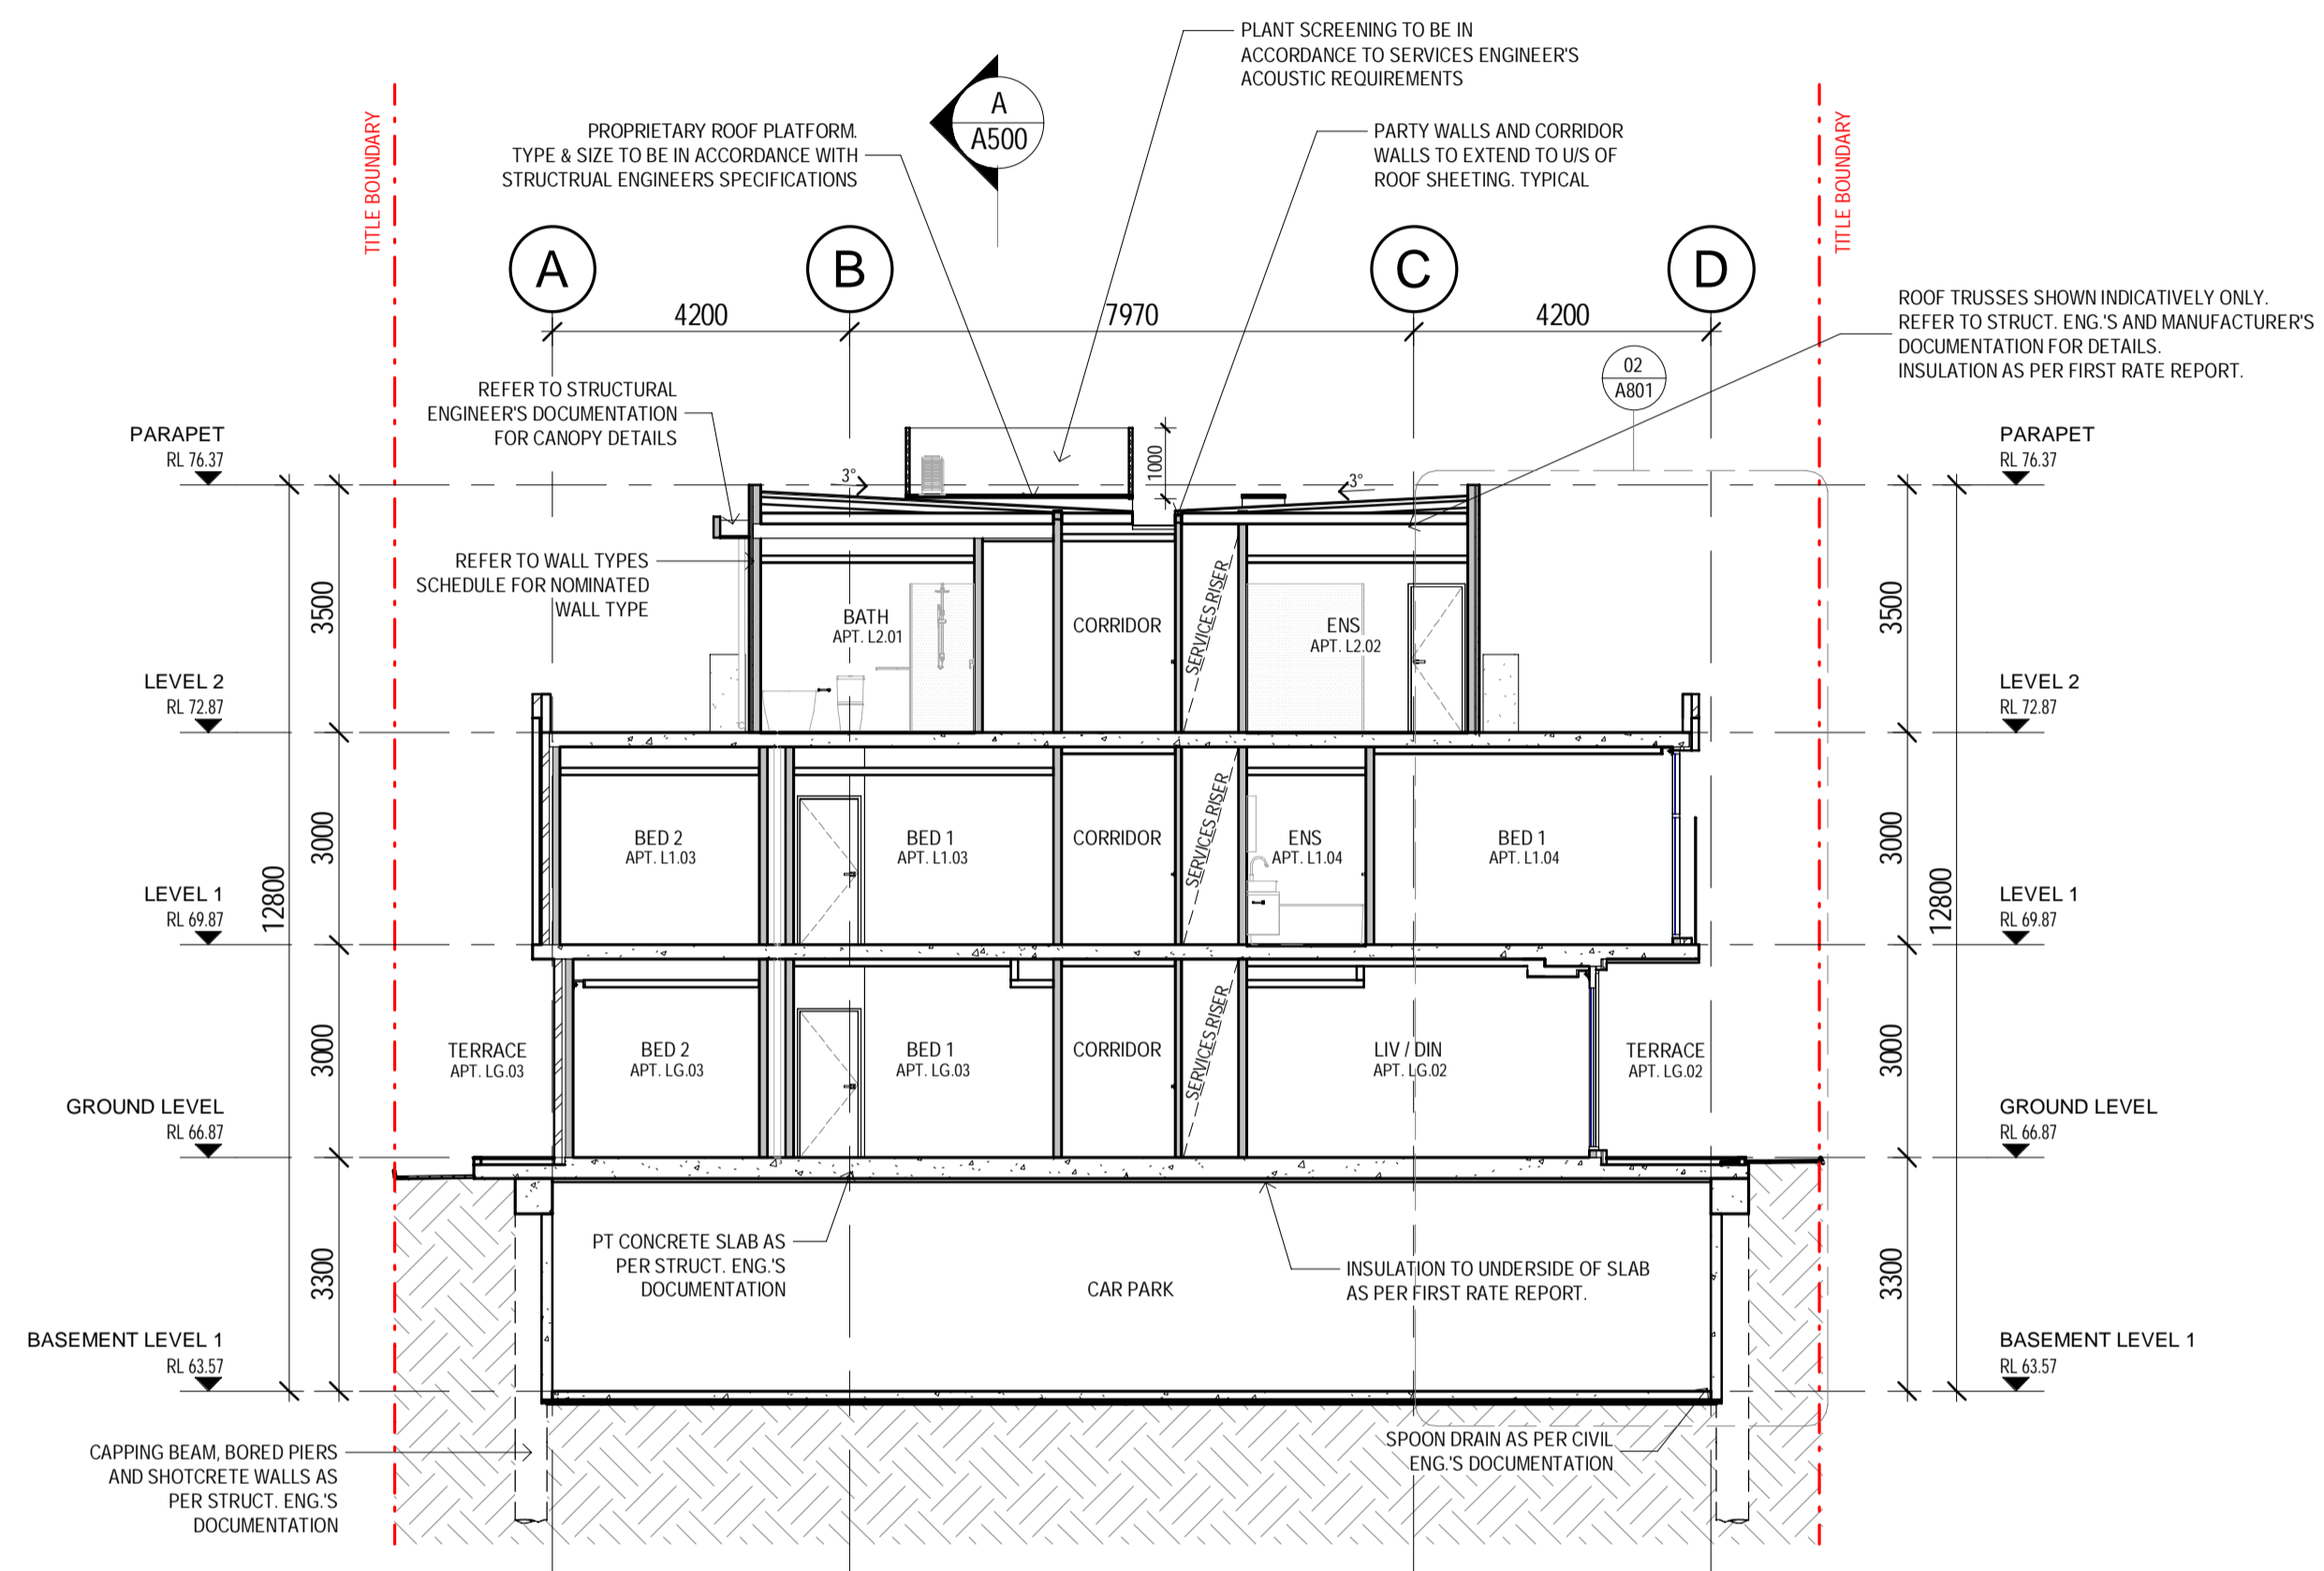 PLANT SCREENING TO BE IN
ACCORDANCE TO SERVICES ENGINEER'S
ACOUSTIC REQUIREMENTS
A
A500
TITLE BOUNDARY
PROPRIETARY ROOF PLATFORM.
TYPE & SIZE TO BE IN ACCORDANCE WITH
STRUCTRUAL ENGINEERS SPECIFICATIONS
PARTY WALLS AND CORRIDOR
WALLS TO EXTEND TO U/S OF
ROOF SHEETING. TYPICAL
TITLE BOUNDARY
A
B
C
D
4200
7970
4200
ROOF TRUSSES SHOWN INDICATIVELY ONLY.
REFER TO STRUCT. ENG.'S AND MANUFACTURER'S
DOCUMENTATION FOR DETAILS.
INSULATION AS PER FIRST RATE REPORT.
02
A801
REFER TO STRUCTURAL
ENGINEER'S DOCUMENTATION
FOR CANOPY DETAILS
PARAPET
RL 76.37
1000
3°
3°
PARAPET
RL 76.37
REFER TO WALL TYPES
SCHEDULE FOR NOMINATED
WALL TYPE
3500
BATH
APT. L2.01
CORRIDOR
SERVICES RISER
ENS
APT. L2.02
3500
LEVEL 2
RL 72.87
LEVEL 2
RL 72.87
12800
3000
BED 2
APT. L1.03
BED 1
APT. L1.03
CORRIDOR
SERVICES RISER
ENS
APT. L1.04
BED 1
APT. L1.04
3000
12800
LEVEL 1
RL 69.87
LEVEL 1
RL 69.87
3000
TERRACE
APT. LG.03
BED 2
APT. LG.03
BED 1
APT. LG.03
CORRIDOR
SERVICES RISER
LIV / DIN
APT. LG.02
TERRACE
APT. LG.02
3000
GROUND LEVEL
RL 66.87
GROUND LEVEL
RL 66.87
3300
PT CONCRETE SLAB AS
PER STRUCT. ENG.'S
DOCUMENTATION
CAR PARK
INSULATION TO UNDERSIDE OF SLAB
AS PER FIRST RATE REPORT.
3300
BASEMENT LEVEL 1
RL 63.57
BASEMENT LEVEL 1
RL 63.57
CAPPING BEAM, BORED PIERS
AND SHOTCRETE WALLS AS
PER STRUCT. ENG.'S
DOCUMENTATION
SPOON DRAIN AS PER CIVIL
ENG.'S DOCUMENTATION